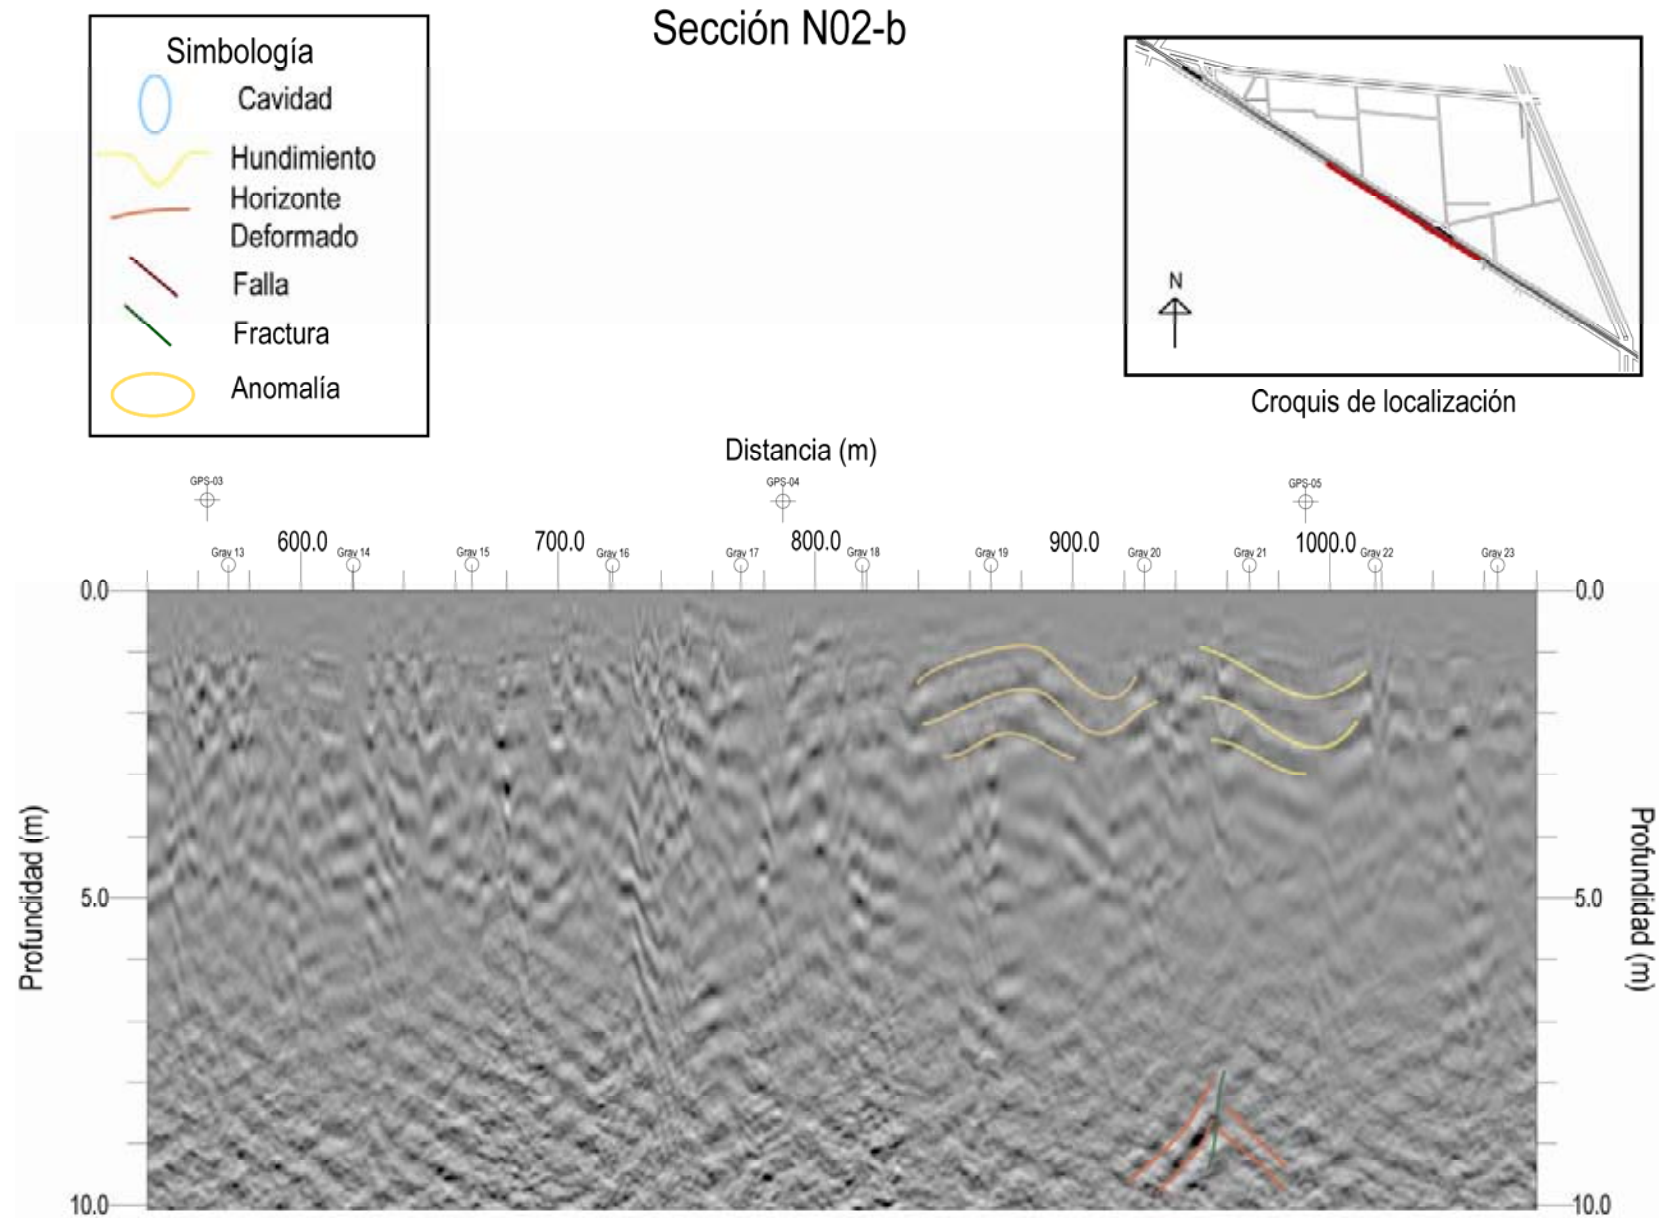 Sección N02-b
Simbología
Cavidad
Hundimiento
Horizonte
Deformado
Falla
Fractura
Anomalía
N
Croquis de localización
Distancia (m)
GPS-03 GPS-04 GPS-05
600.0 700.0 800.0 900.0 1000.0
Grav 13 Grav 14 Grav 15 Grav 16 Grav 17 Grav 18 Grav 19 Grav 20 Grav 21 Grav 22 Grav 23
0.0 0.0
Profundidad (m)
Profundidad (m)
5.0 5.0
10.0 10.0